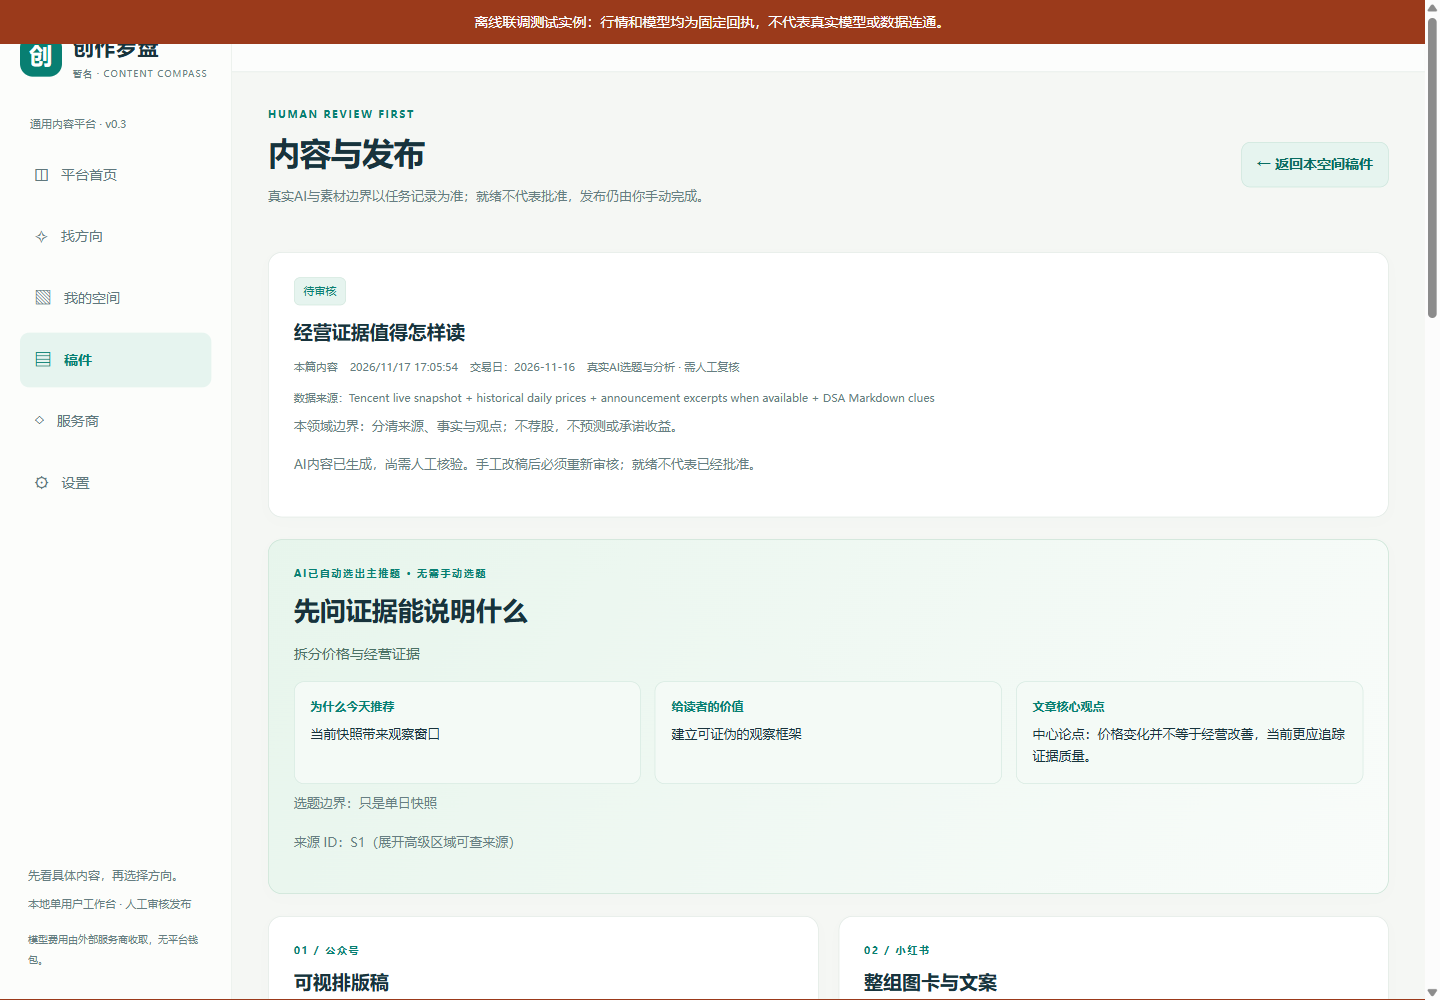 离线联调测试实例：行情和模型均为固定回执，不代表真实模型或数据连通。
创
创作罗盘
暂名 · CONTENT COMPASS
通用内容平台 · v0.3
平台首页
找方向
我的空间
稿件
服务商
设置
先看具体内容，再选择方向。
本地单用户工作台 · 人工审核发布
模型费用由外部服务商收取，无平台钱
包。
HUMAN REVIEW FIRST
内容与发布
真实AI与素材边界以任务记录为准；就绪不代表批准，发布仍由你手动完成。
← 返回本空间稿件
待审核
经营证据值得怎样读
本篇内容 2026/11/17 17:05:54 交易日：2026-11-16 真实AI选题与分析 · 需人工复核
数据来源：Tencent live snapshot + historical daily prices + announcement excerpts when available + DSA Markdown clues
本领域边界：分清来源、事实与观点；不荐股，不预测或承诺收益。
AI内容已生成，尚需人工核验。手工改稿后必须重新审核；就绪不代表已经批准。
AI已自动选出主推题 • 无需手动选题
先问证据能说明什么
拆分价格与经营证据
为什么今天推荐
当前快照带来观察窗口
给读者的价值
建立可证伪的观察框架
文章核心观点
中心论点：价格变化并不等于经营改善，当前更应追踪
证据质量。
选题边界：只是单日快照
来源 ID：S1（展开高级区域可查来源）
01 / 公众号
可视排版稿
02 / 小红书
整组图卡与文案